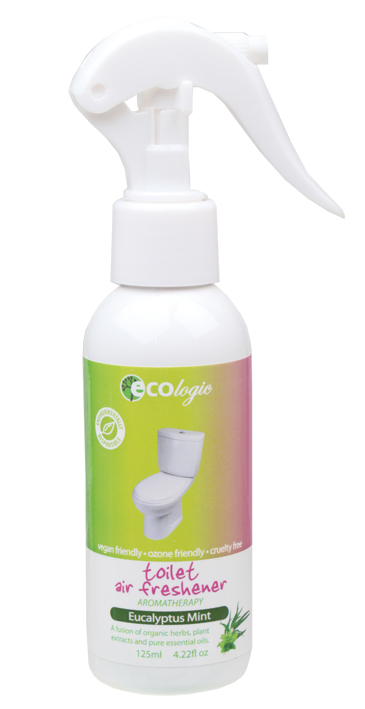 ecologic
vegan friendly • ozone friendly • cruelty free
toilet
air freshener
AROMATHERAPY
Eucalyptus Mint
A fusion of organic herbs, plant
extracts and pure essential oils.
125ml 4.22fl oz